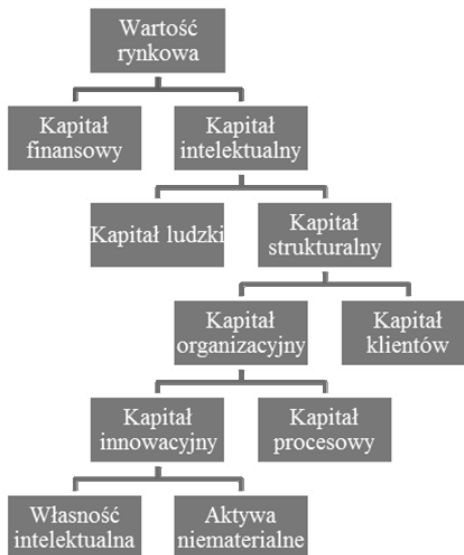 Wartość
rynkowa
Kapitał
finansowy
Kapitał
intelektualny
Kapitał ludzki
Kapitał
strukturalny
Kapitał
organizacyjny
Kapitał
klientów
Kapitał
innowacyjny
Kapitał
procesowy
Własność
intelektualna
Aktywa
niematerialne